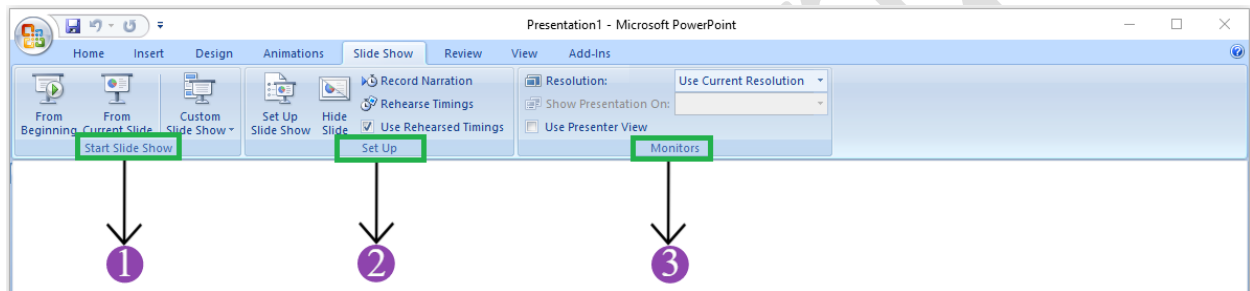 Presentation1 - Microsoft PowerPoint
Home Insert Design Animations Slide Show Review View Add-Ins
From Beginning
From Current Slide
Custom Slide Show
Set Up Slide Show
Hide Slide
Record Narration
Rehearse Timings
Use Rehearsed Timings
Resolution: Use Current Resolution
Show Presentation On:
Use Presenter View
Start Slide Show Set Up Monitors
1 2 3